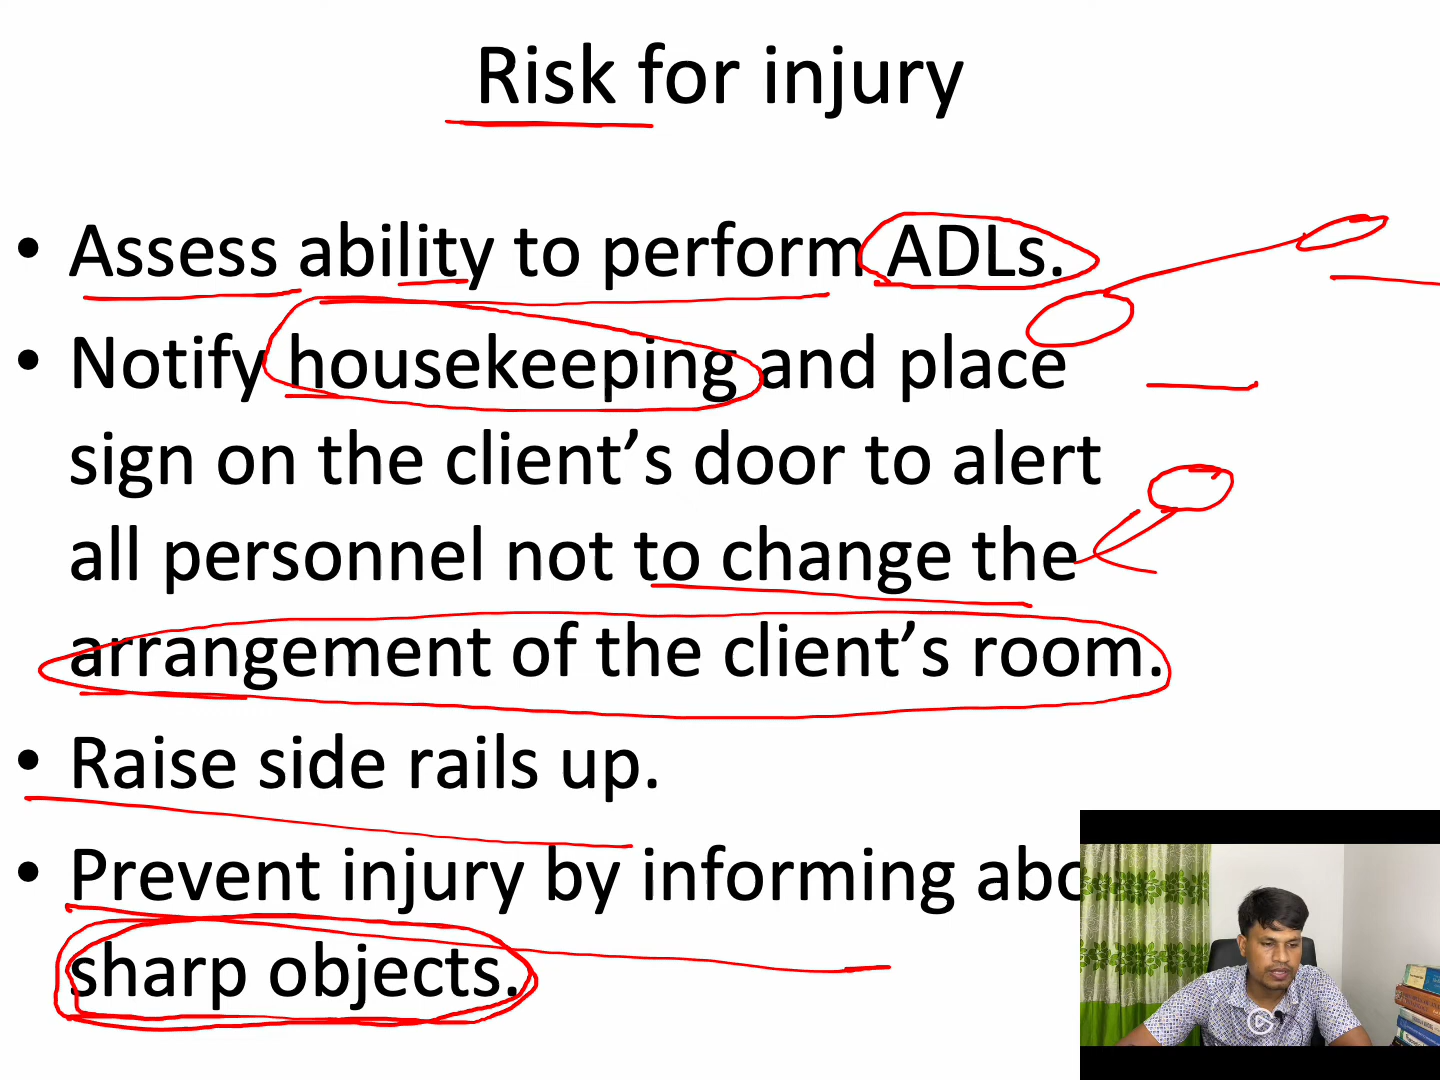 Risk for injury
• Assess ability to perform ADLs.
• Notify housekeeping and place
sign on the client’s door to alert
all personnel not to change the
arrangement of the client’s room.
• Raise side rails up.
• Prevent injury by informing
sharp objects.